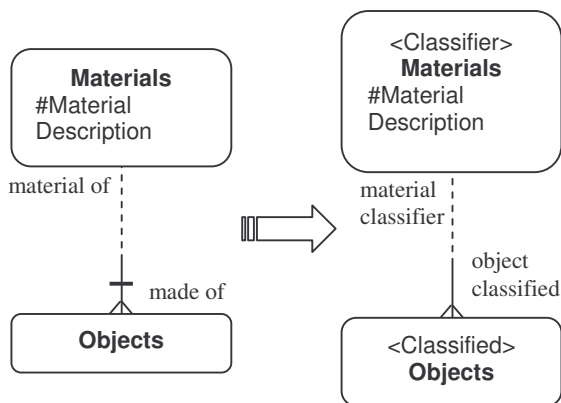 Materials
#Material
Description
material of
made of
Objects
<Classifier>
Materials
#Material
Description
material
classifier
object
classified
<Classified>
Objects